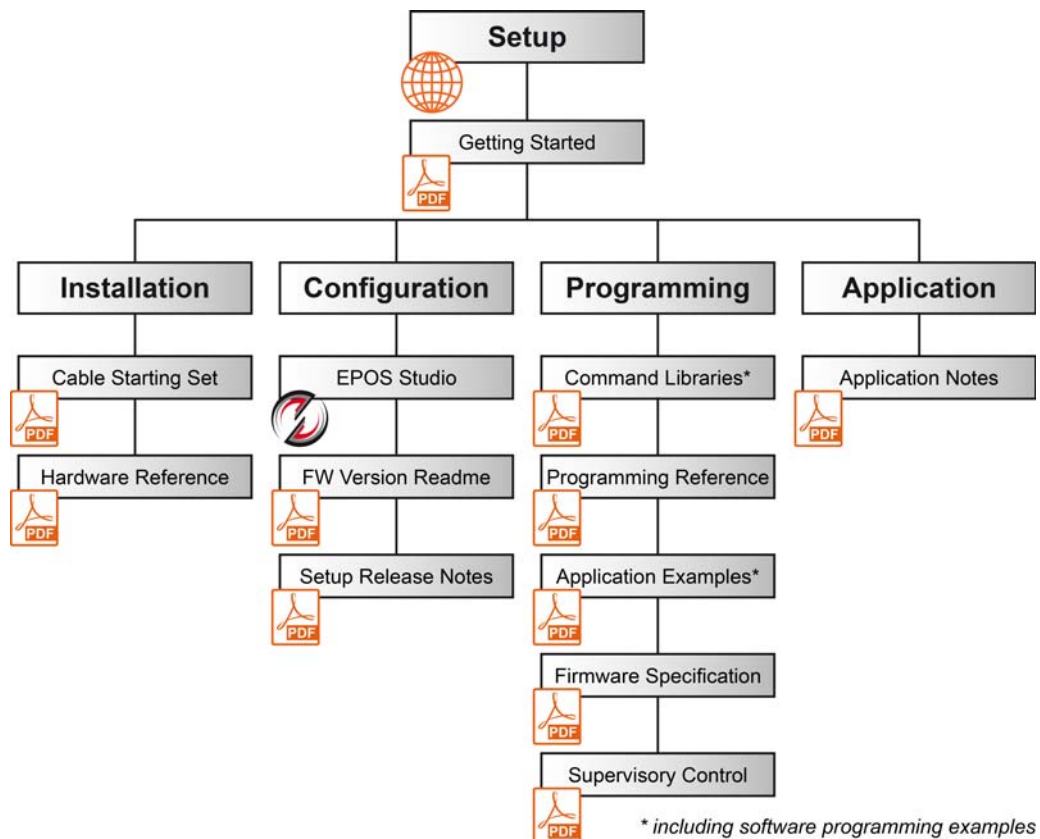 Setup
Getting Started
PDF
Installation
Configuration
Programming
Application
Cable Starting Set
EPOS Studio
Command Libraries*
Application Notes
PDF
PDF
PDF
Hardware Reference
FW Version Readme
Programming Reference
PDF
PDF
PDF
Setup Release Notes
Application Examples*
PDF
PDF
Firmware Specification
PDF
Supervisory Control
PDF
* including software programming examples